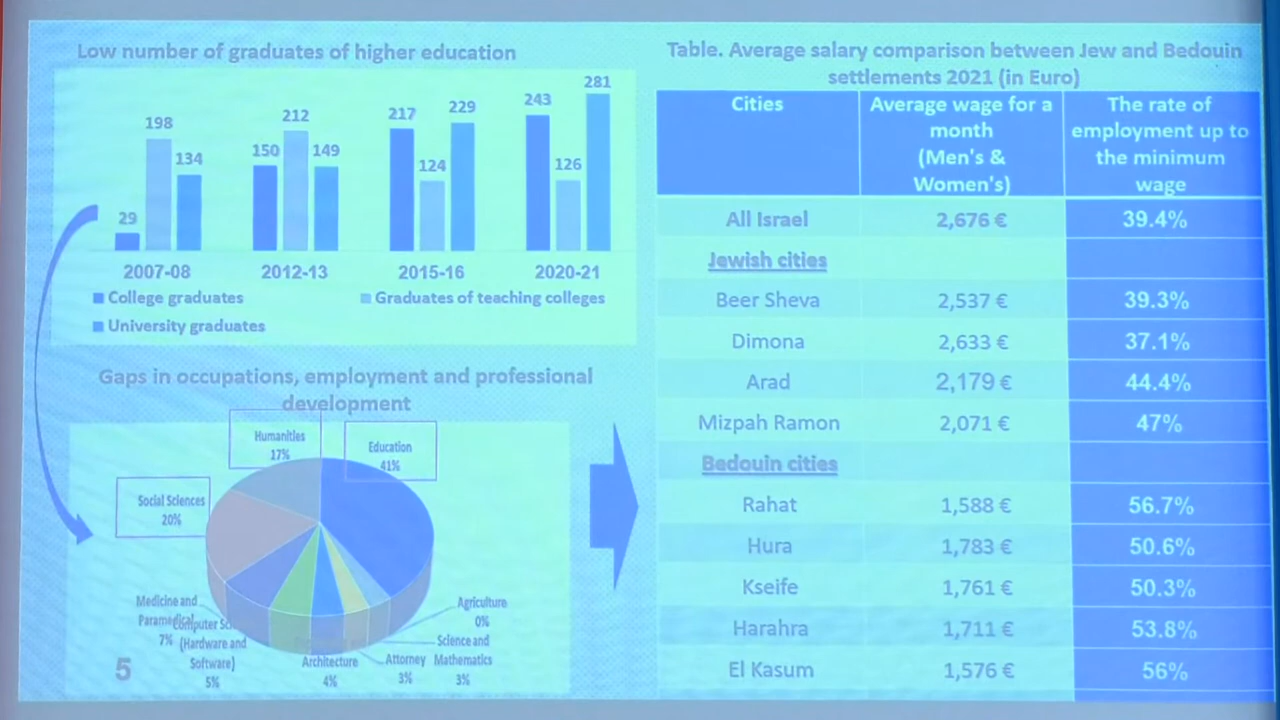 Low number of graduates of higher education
281
243
229
217
212
198
150
149
134
124
126
29
2007-08
2012-13
2015-16
2020-21
College graduates
Graduates of teaching colleges
University graduates
Gaps in occupations, employment and professional
development
Humanities
17%
Education
41%
Social Sciences
20%
Medicine and
Paramedical
7%
Computer Sc
(Hardware and
Software)
5%
Architecture
4%
Attorney
3%
Science and
Mathematics
3%
Agriculture
0%
5
Table. Average salary comparison between Jew and Bedouin
settlements 2021 (in Euro)
Cities
Average wage for a
month
(Men's &
Women's)
The rate of
employment up to
the minimum
wage
All Israel 2,676 € 39.4%
Jewish cities
Beer Sheva 2,537 € 39.3%
Dimona 2,633 € 37.1%
Arad 2,179 € 44.4%
Mizpah Ramon 2,071 € 47%
Bedouin cities
Rahat 1,588 € 56.7%
Hura 1,783 € 50.6%
Kseife 1,761 € 50.3%
Harahra 1,711 € 53.8%
El Kasum 1,576 € 56%